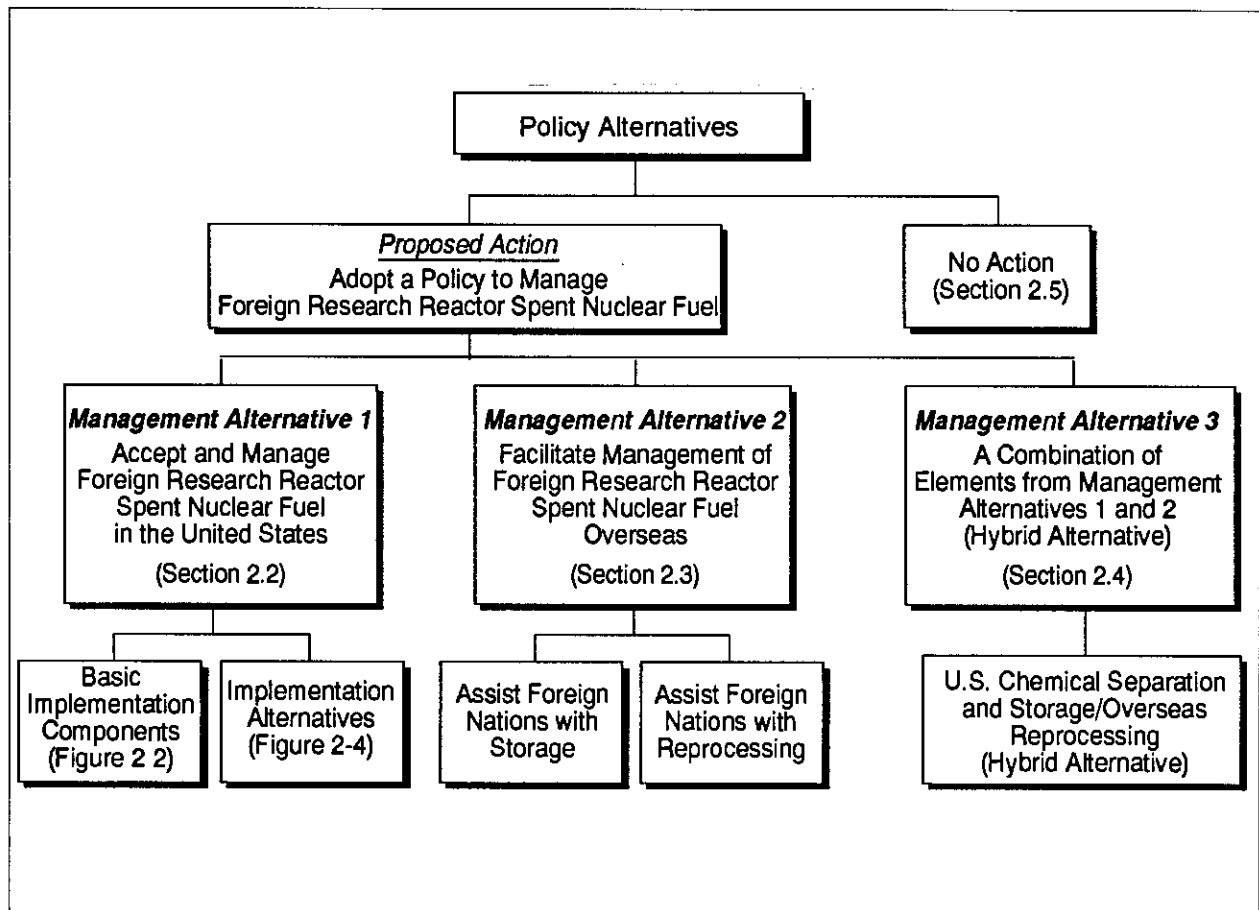 Policy Alternatives
Proposed Action
Adopt a Policy to Manage
Foreign Research Reactor Spent Nuclear Fuel
No Action
(Section 2.5)
Management Alternative 1
Accept and Manage
Foreign Research Reactor
Spent Nuclear Fuel
in the United States
(Section 2.2)
Management Alternative 2
Facilitate Management of
Foreign Research Reactor
Spent Nuclear Fuel
Overseas
(Section 2.3)
Management Alternative 3
A Combination of
Elements from Management
Alternatives 1 and 2
(Hybrid Alternative)
(Section 2.4)
Basic
Implementation
Components
(Figure 2 2)
Implementation
Alternatives
(Figure 2-4)
Assist Foreign
Nations with
Storage
Assist Foreign
Nations with
Reprocessing
U.S. Chemical Separation
and Storage/Overseas
Reprocessing
(Hybrid Alternative)